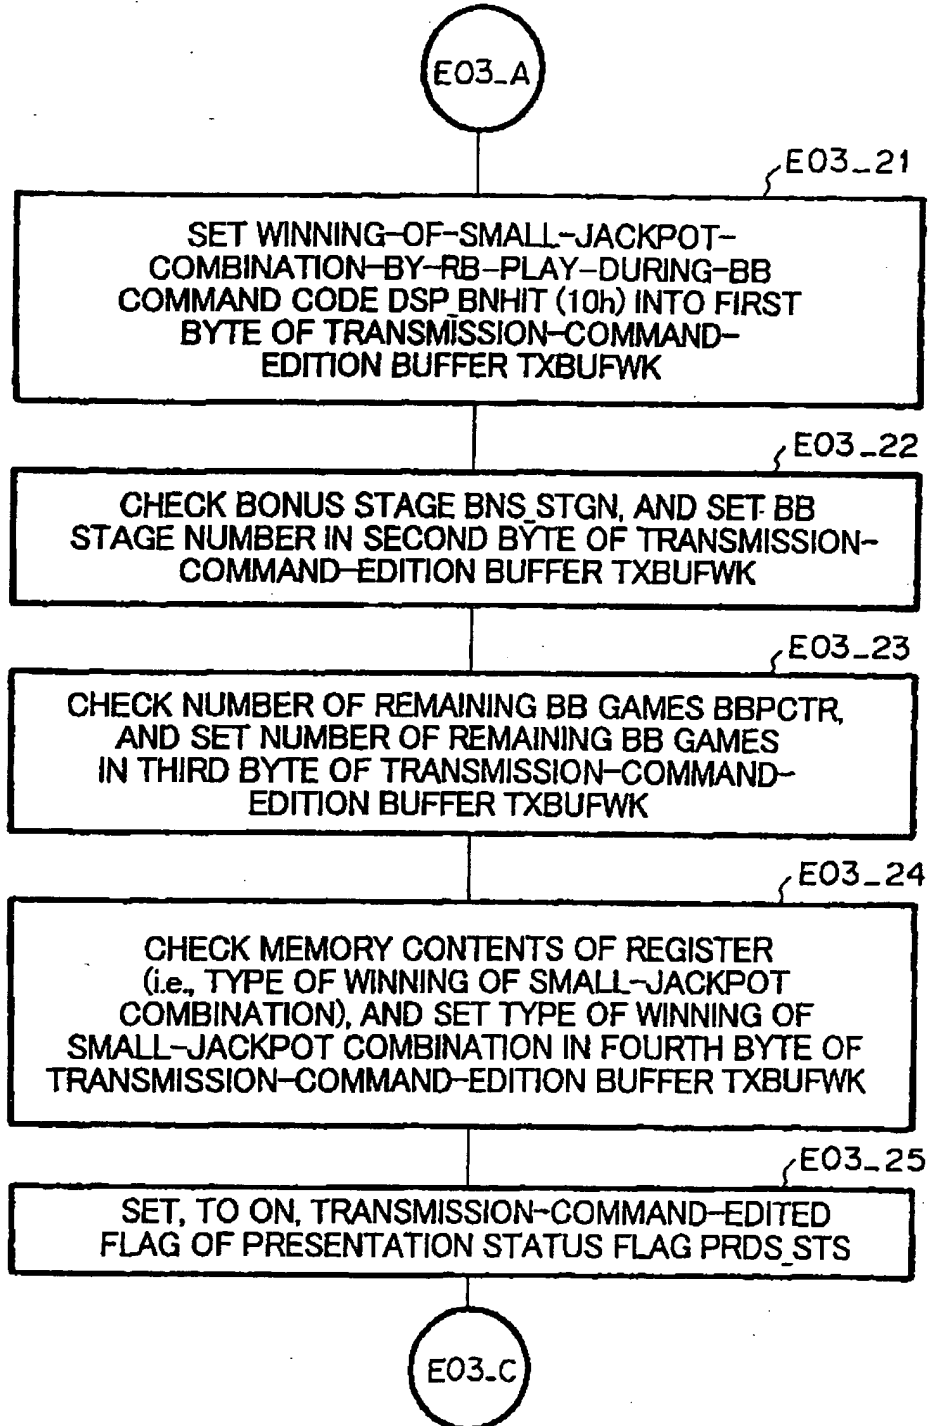 E03_A
E03_21
SET WINNING-OF-SMALL-JACKPOT-
COMBINATION-BY-RB-PLAY-DURING-BB
COMMAND CODE DSP_BNHIT (10h) INTO FIRST
BYTE OF TRANSMISSION-COMMAND-
EDITION BUFFER TXBUFWK
E03_22
CHECK BONUS STAGE BNS_STGN, AND SET BB
STAGE NUMBER IN SECOND BYTE OF TRANSMISSION-
COMMAND-EDITION BUFFER TXBUFWK
E03_23
CHECK NUMBER OF REMAINING BB GAMES BBPCTR,
AND SET NUMBER OF REMAINING BB GAMES
IN THIRD BYTE OF TRANSMISSION-COMMAND-
EDITION BUFFER TXBUFWK
E03_24
CHECK MEMORY CONTENTS OF REGISTER
(i.e., TYPE OF WINNING OF SMALL-JACKPOT
COMBINATION), AND SET TYPE OF WINNING OF
SMALL-JACKPOT COMBINATION IN FOURTH BYTE OF
TRANSMISSION-COMMAND-EDITION BUFFER TXBUFWK
E03_25
SET, TO ON, TRANSMISSION-COMMAND-EDITED
FLAG OF PRESENTATION STATUS FLAG PRDS_STS
E03_C